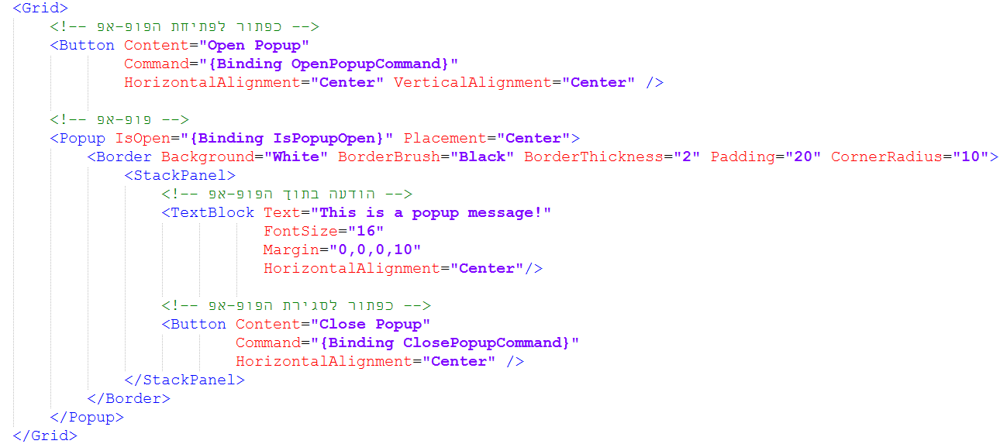 <Grid>
<!-- כפתור לפתיחת הפופ-אפ -->
<Button Content="Open Popup"
Command="{Binding OpenPopupCommand}"
HorizontalAlignment="Center" VerticalAlignment="Center" />
<!-- פופ-אפ -->
<Popup IsOpen="{Binding IsPopupOpen}" Placement="Center">
<Border Background="White" BorderBrush="Black" BorderThickness="2" Padding="20" CornerRadius="10">
<StackPanel>
<!-- הודעה בתוך הפופ-אפ -->
<TextBlock Text="This is a popup message!"
FontSize="16"
Margin="0,0,0,10"
HorizontalAlignment="Center"/>
<!-- כפתור לסגירת הפופ-אפ -->
<Button Content="Close Popup"
Command="{Binding ClosePopupCommand}"
HorizontalAlignment="Center" />
</StackPanel>
</Border>
</Popup>
</Grid>